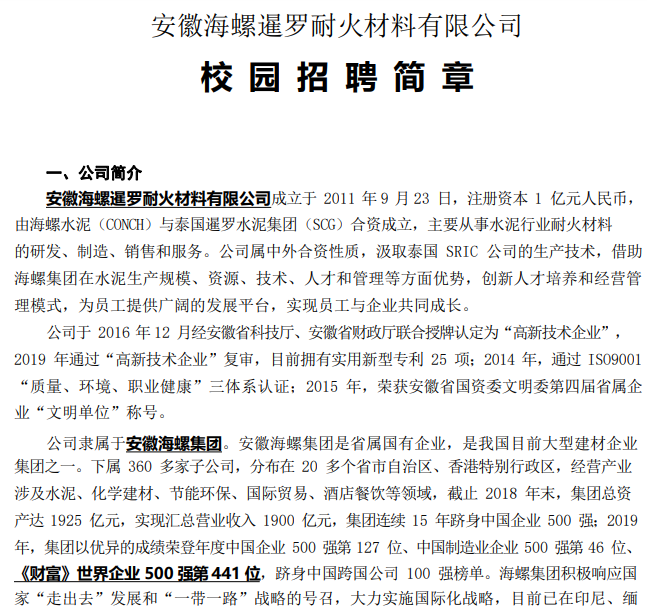 安徽海螺暹罗耐火材料有限公司
校园招聘简章
一、公司简介
安徽海螺暹罗耐火材料有限公司成立于 2011 年 9 月 23 日，注册资本 1 亿元人民币，
由海螺水泥（CONCH）与泰国暹罗水泥集团（SCG）合资成立，主要从事水泥行业耐火材料
的研发、制造、销售和服务。公司属中外合资性质，汲取泰国 SRIC 公司的生产技术，借助
海螺集团在水泥生产规模、资源、技术、人才和管理等方面优势，创新人才培养和经营管
理模式，为员工提供广阔的发展平台，实现员工与企业共同成长。
公司于 2016 年 12 月经安徽省科技厅、安徽省财政厅联合授牌认定为“高新技术企业”，
2019 年通过“高新技术企业”复审，目前拥有实用新型专利 25 项；2014 年，通过 ISO9001
“质量、环境、职业健康”三体系认证；2015 年，荣获安徽省国资委文明委第四届省属企
业“文明单位”称号。
公司隶属于安徽海螺集团。安徽海螺集团是省属国有企业，是我国目前大型建材企业
集团之一。下属 360 多家子公司，分布在 20 多个省市自治区、香港特别行政区，经营产业
涉及水泥、化学建材、节能环保、国际贸易、酒店餐饮等领域，截止 2018 年末，集团总资
产达 1925 亿元，实现汇总营业收入 1900 亿元，集团连续 15 年跻身中国企业 500 强；2019
年，集团以优异的成绩荣登年度中国企业 500 强第 127 位、中国制造业企业 500 强第 46 位、
《财富》世界企业 500 强第 441 位，跻身中国跨国公司 100 强榜单。海螺集团积极响应国
家“走出去”发展和“一带一路”战略的号召，大力实施国际化战略，目前已在印尼、缅